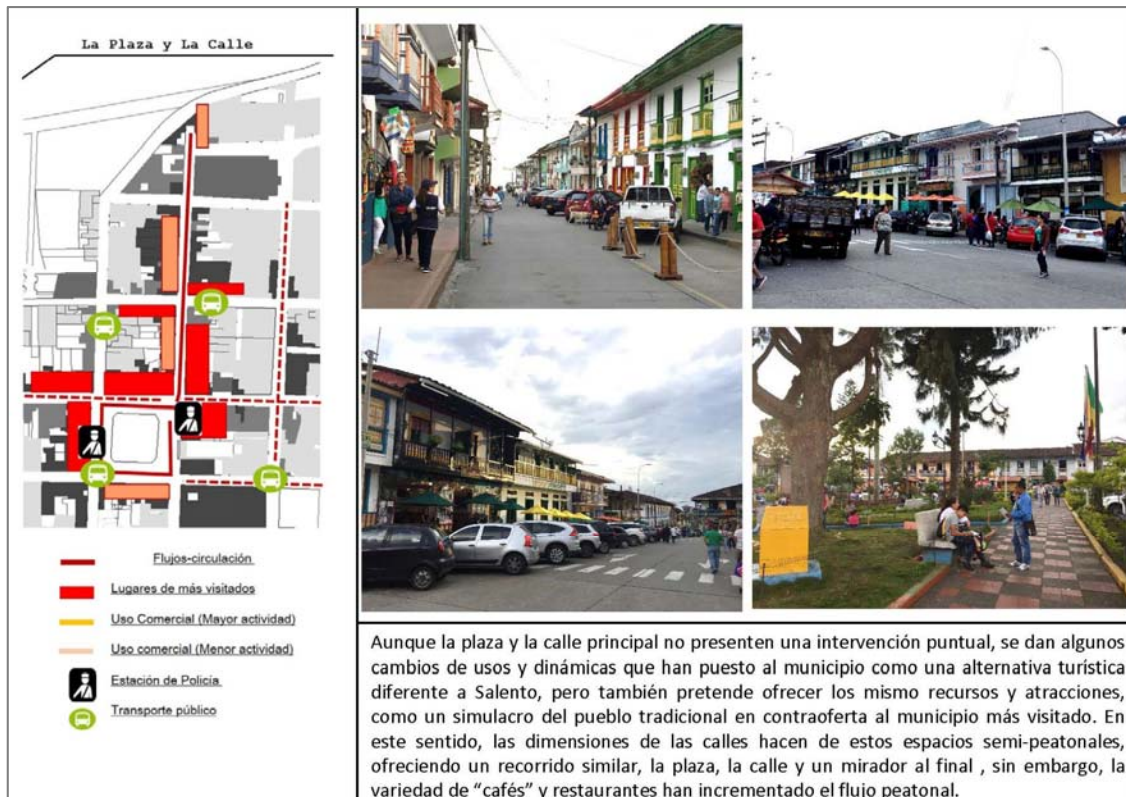 La Plaza y La Calle
Flujos-circulación
Lugares de más visitados
Uso Comercial (Mayor actividad)
Uso comercial (Menor actividad)
Estación de Policía
Transporte público
Aunque la plaza y la calle principal no presenten una intervención puntual, se dan algunos
cambios de usos y dinámicas que han puesto al municipio como una alternativa turística
diferente a Salento, pero también pretende ofrecer los mismo recursos y atracciones,
como un simulacro del pueblo tradicional en contraoferta al municipio más visitado. En
este sentido, las dimensiones de las calles hacen de estos espacios semi-peatonales,
ofreciendo un recorrido similar, la plaza, la calle y un mirador al final , sin embargo, la
variedad de “cafés” y restaurantes han incrementado el flujo peatonal.